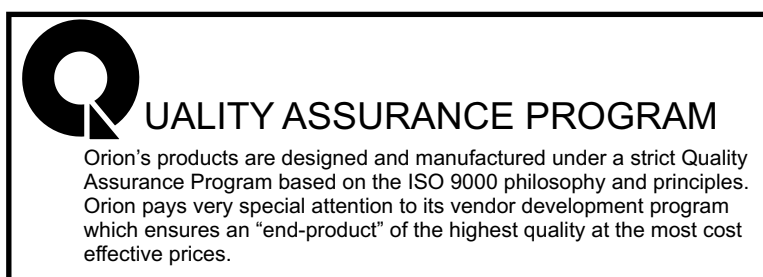 QUALITY ASSURANCE PROGRAM
Orion’s products are designed and manufactured under a strict Quality
Assurance Program based on the ISO 9000 philosophy and principles.
Orion pays very special attention to its vendor development program
which ensures an “end-product” of the highest quality at the most cost
effective prices.